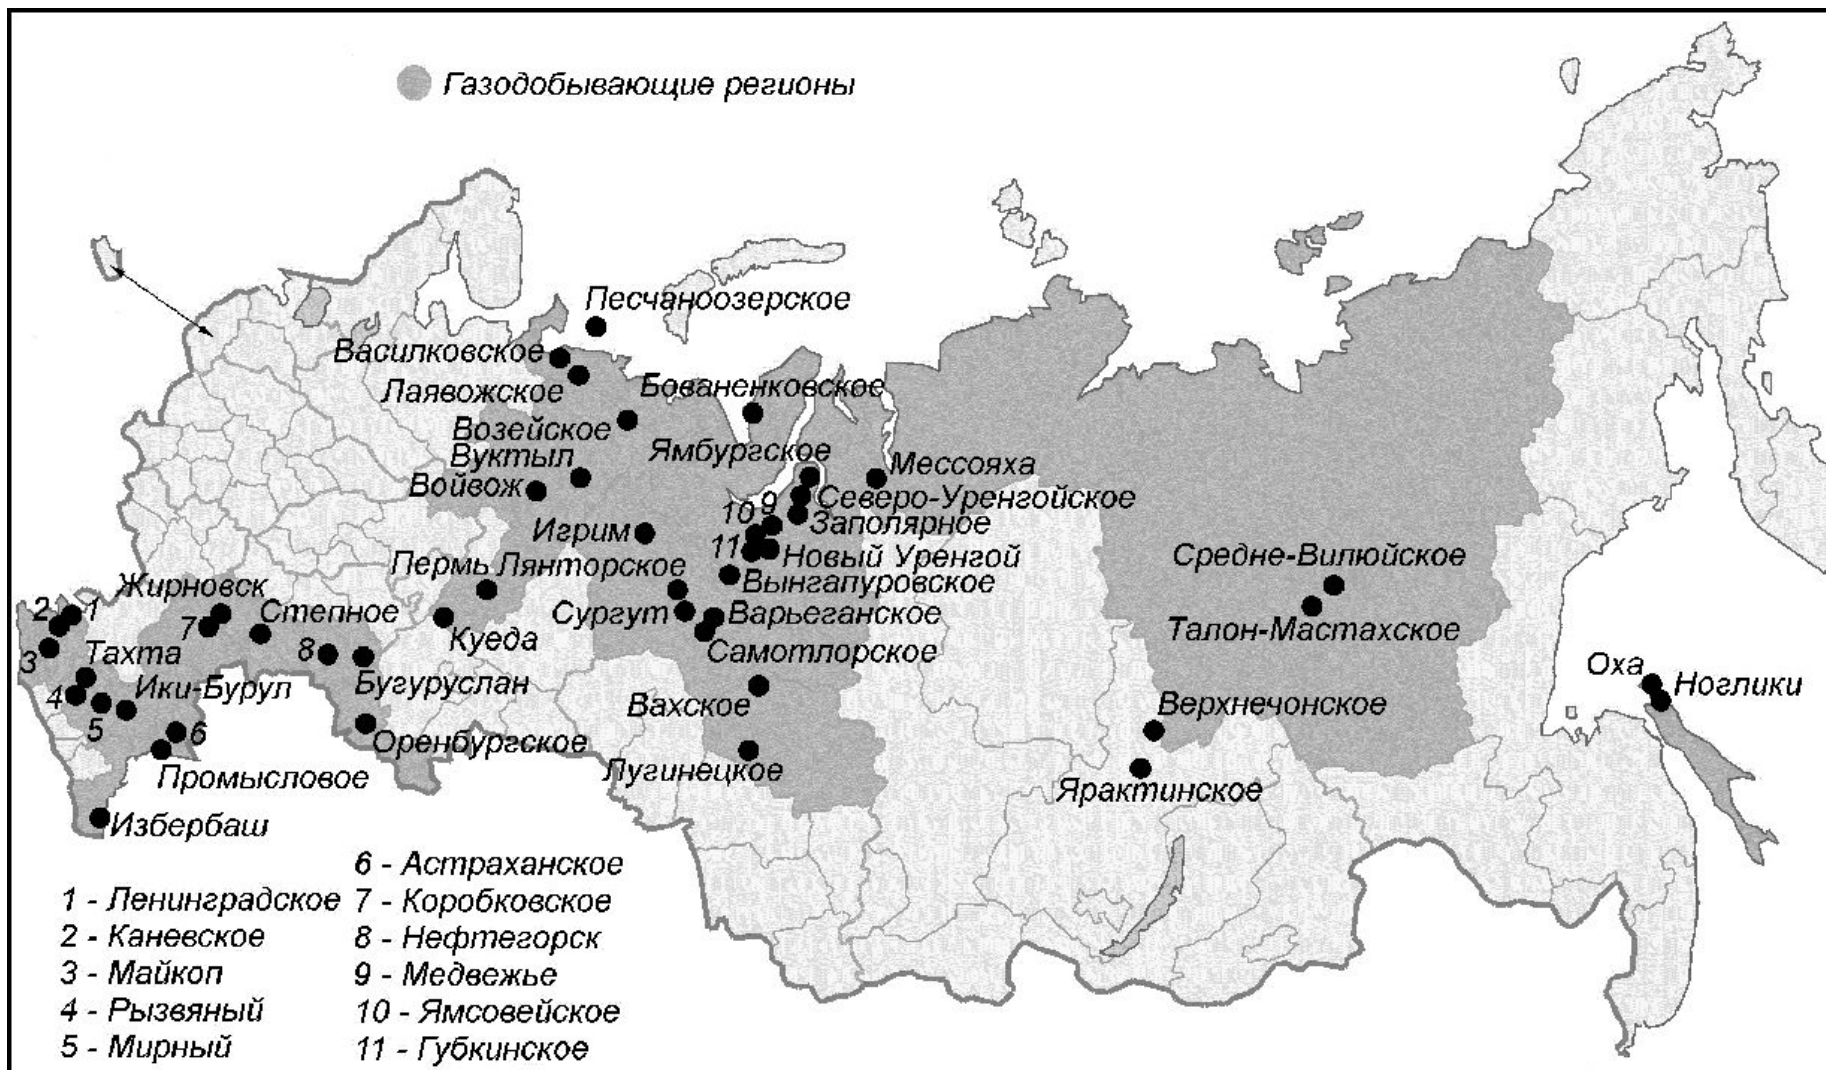 Газодобывающие регионы
Песчаноозерское
Василковское
Лаявожское
Бованенковское
Возейское
Ямбургское
Вуктыл
Мессояха
Войвож
Северо-Уренгойское
9
10
Заполярное
Игрим
11
Новый Уренгой
Средне-Вилюйское
Пермь
Лянторское
Вынгапуровское
Жирновск
2
1
Степное
7
Сургут
Варьеганское
Талон-Мастахское
Куеда
3
Тахта
8
Самотлорское
Оха
Ноглики
4
Ики-Бурул
Бугуруслан
5
6
Вахское
Верхнечонское
Оренбургское
Промысловое
Лугинецкое
Ярактинское
Избербаш
1 - Ленинградское
2 - Каневское
3 - Майкоп
4 - Рызвяный
5 - Мирный
6 - Астраханское
7 - Коробковское
8 - Нефтегорск
9 - Медвежье
10 - Ямсовейское
11 - Губкинское